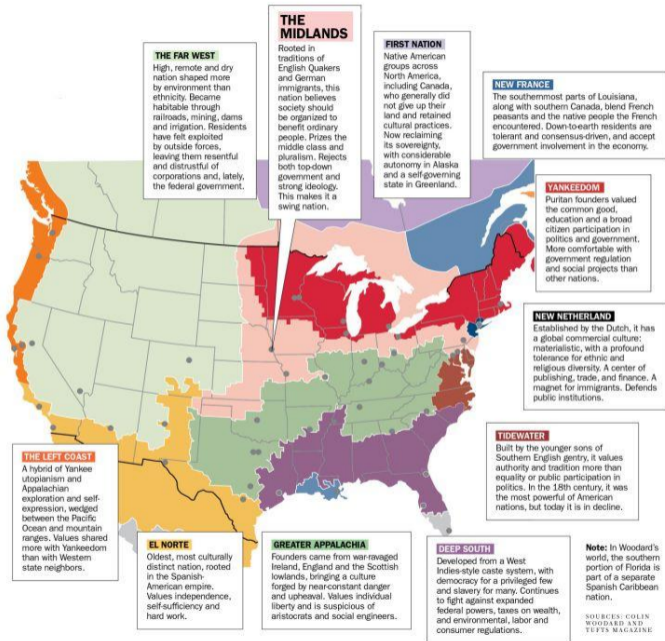 THE
MIDLANDS
Rooted in
traditions of
English Quakers
and German
immigrants, this
nation believes
society should
be organized to
benefit ordinary
people. Prizes the
middle class and
pluralism. Rejects
both top-down
government and
strong ideology.
This makes it a
swing nation.
THE FAR WEST
High, remote and dry
nation shaped more
by environment than
ethnicity. Became
habitable through
railroads, mining, dams
and irrigation. Residents
have felt exploited
by outside forces,
leaving them resentful
and distrustful of
corporations and, lately,
the federal government.
FIRST NATION
Native American
groups across
North America,
including Canada,
who generally did
not give up their
land and retained
cultural practices.
Now reclaiming
its sovereignty,
with considerable
autonomy in Alaska
and a self-governing
state in Greenland.
NEW FRANCE
The southernmost parts of Louisiana,
along with southern Canada, blend French
peasants and the native people the French
encountered. Down-to-earth residents are
tolerant and consensus-driven, and accept
government involvement in the economy.
YANKEEDOM
Puritan founders valued
the common good,
education and a broad
citizen participation in
politics and government.
More comfortable with
government regulation
and social projects than
other nations.
NEW NETHERLAND
Established by the Dutch, it has
a global commercial culture:
materialistic, with a profound
tolerance for ethnic and
religious diversity. A center of
publishing, trade, and finance. A
magnet for immigrants. Defends
public institutions.
TIDEWATER
Built by the younger sons of
Southern English gentry, it values
authority and tradition more than
equality or public participation in
politics. In the 18th century, it was
the most powerful of American
nations, but today it is in decline.
THE LEFT COAST
A hybrid of Yankee
utopianism and
Appalachian
exploration and self-
expression, wedged
between the Pacific
Ocean and mountain
ranges. Values shared
more with Yankeedom
than with Western
state neighbors.
EL NORTE
Oldest, most culturally
distinct nation, rooted
in the Spanish-
American empire.
Values independence,
self-sufficiency and
hard work.
GREATER APPALACHIA
Founders came from war-ravaged
Ireland, England and the Scottish
lowlands, bringing a culture
forged by near-constant danger
and upheaval. Values individual
liberty and is suspicious of
aristocrats and social engineers.
DEEP SOUTH
Developed from a West
Indies-style caste system, with
democracy for a privileged few
and slavery for many. Continues
to fight against expanded
federal powers, taxes on wealth,
and environmental, labor and
consumer regulations.
Note: In Woodard's
world, the southern
portion of Florida is
part of a separate
Spanish Caribbean
nation.
SOURCES: COLIN
WOODARD AND
TUFTS MAGAZINE